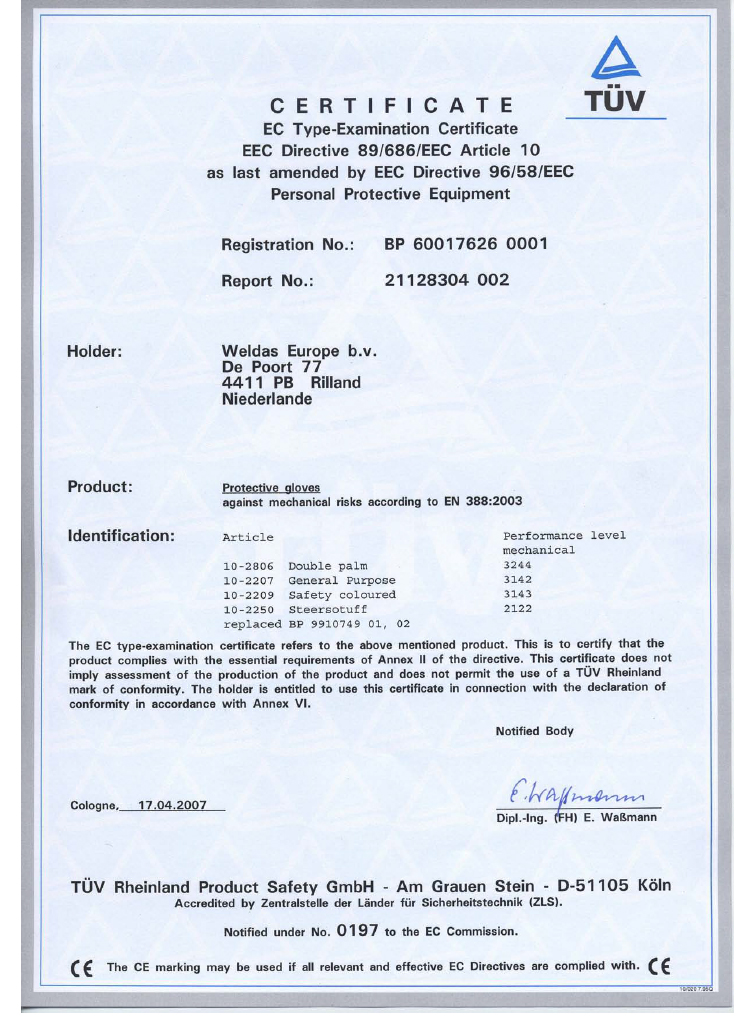 TÜV
CERTIFICATE
EC Type-Examination Certificate
EEC Directive 89/686/EEC Article 10
as last amended by EEC Directive 96/58/EEC
Personal Protective Equipment
Registration No.: BP 60017626 0001
Report No.: 21128304 002
Holder: Weldas Europe b.v.
De Poort 77
4411 PB Rilland
Niederlande
Product: Protective gloves
against mechanical risks according to EN 388:2003
Identification: Article Performance level
mechanical
10-2806 Double palm 3244
10-2207 General Purpose 3142
10-2209 Safety coloured 3143
10-2250 Steersotuff 2122
replaced BP 9910749 01, 02
The EC type-examination certificate refers to the above mentioned product. This is to certify that the
product complies with the essential requirements of Annex II of the directive. This certificate does not
imply assessment of the production of the product and does not permit the use of a TÜV Rheinland
mark of conformity. The holder is entitled to use this certificate in connection with the declaration of
conformity in accordance with Annex VI.
Notified Body
E. Waßmann
Cologne, 17.04.2007
Dipl.-Ing. (FH) E. Waßmann
TÜV Rheinland Product Safety GmbH - Am Grauen Stein - D-51105 Köln
Accredited by Zentralstelle der Länder für Sicherheitstechnik (ZLS).
Notified under No. 0197 to the EC Commission.
CE The CE marking may be used if all relevant and effective EC Directives are complied with. CE